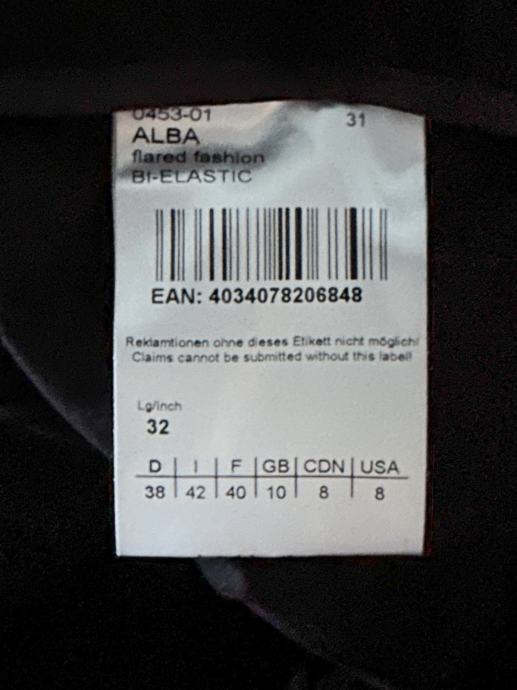 0453-01 31
ALBA
flared fashion
BI-ELASTIC
EAN: 4034078206848
Reklamtionen ohne dieses Etikett nicht möglich!
Claims cannot be submitted without this label!
Lg/inch
32
D I F GB CDN USA
38 42 40 10 8 8